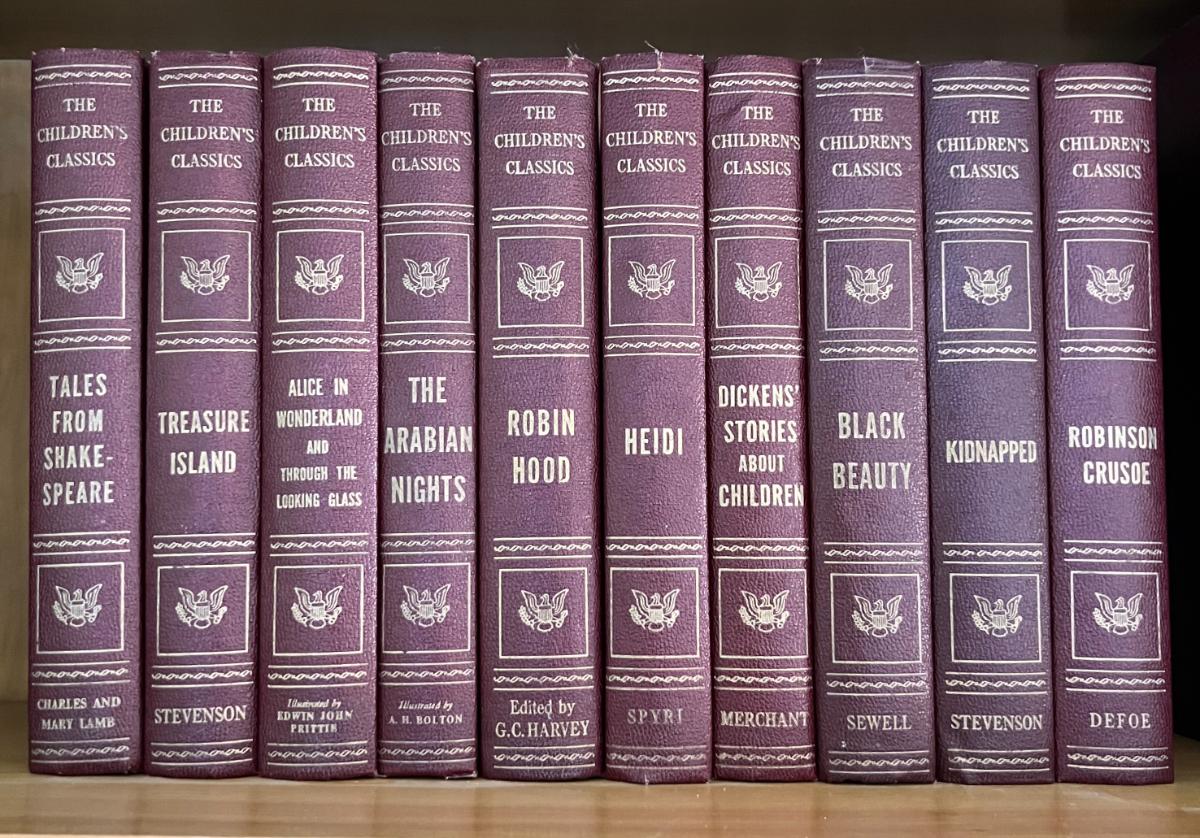 THE
CHILDREN'S
CLASSICS
TALES
FROM
SHAKE-
SPEARE
CHARLES AND
MARY LAMB
THE
CHILDREN'S
CLASSICS
TREASURE
ISLAND
STEVENSON
THE
CHILDREN'S
CLASSICS
ALICE IN
WONDERLAND
AND
THROUGH THE
LOOKING GLASS
Illustrated by
EDWIN JOHN
PRITTIE
THE
CHILDREN'S
CLASSICS
THE
ARABIAN
NIGHTS
Illustrated by
A. H. BOLTON
THE
CHILDREN'S
CLASSICS
ROBIN
HOOD
Edited by
G.C. HARVEY
THE
CHILDREN'S
CLASSICS
HEIDI
SPYRI
THE
CHILDREN'S
CLASSICS
DICKENS'
STORIES
ABOUT
CHILDREN
MERCHANT
THE
CHILDREN'S
CLASSICS
BLACK
BEAUTY
SEWELL
THE
CHILDREN'S
CLASSICS
KIDNAPPED
STEVENSON
THE
CHILDREN'S
CLASSICS
ROBINSON
CRUSOE
DEFOE